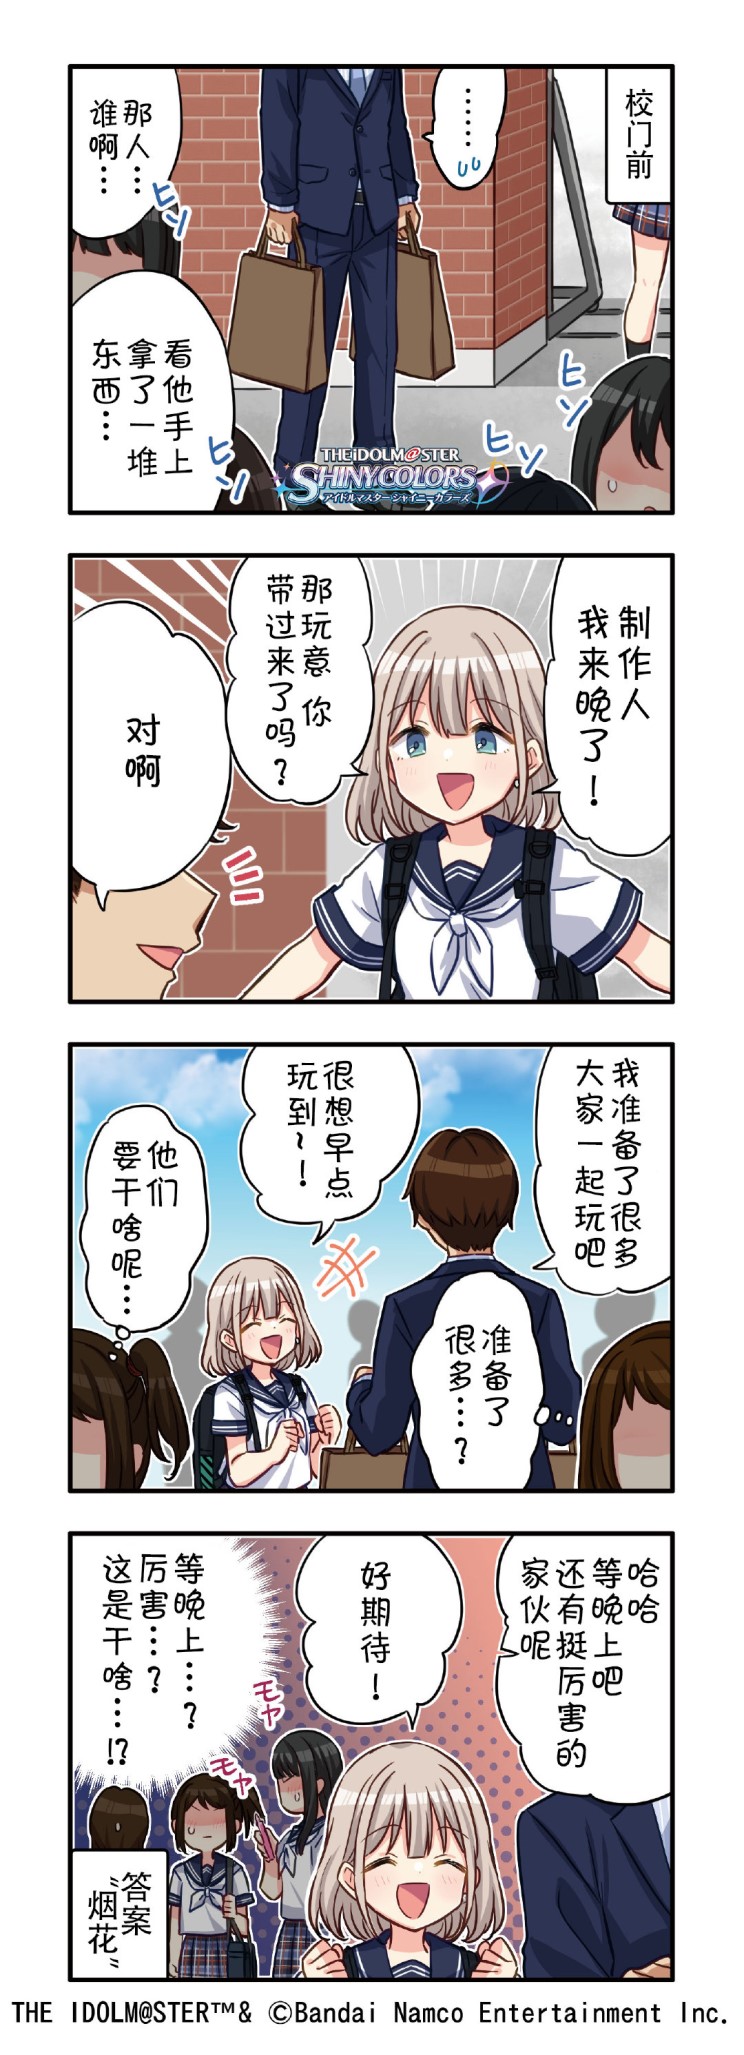 校门前
……
那人…
谁啊…
ヒソ
看他手上
拿了一堆
东西…
ヒソ
ヒソ
ヒソ
THE iDOLM@STER
SHINYCOLORS
アイドルマスター シャイニーカラーズ
制作人
我来晚了！
那玩意 你
带过来了吗？
对啊
我准备了很多
大家一起玩吧
很想早点
玩到~！
准备了
很多…？
他们
要干啥呢…
哈哈
等晚上吧
还有挺厉害的
家伙呢
好期待！
等晚上…？
厉害…？
这是干啥…!?
モヤ
モヤ
答案
“烟花”
THE IDOLM@STER™& ©Bandai Namco Entertainment Inc.